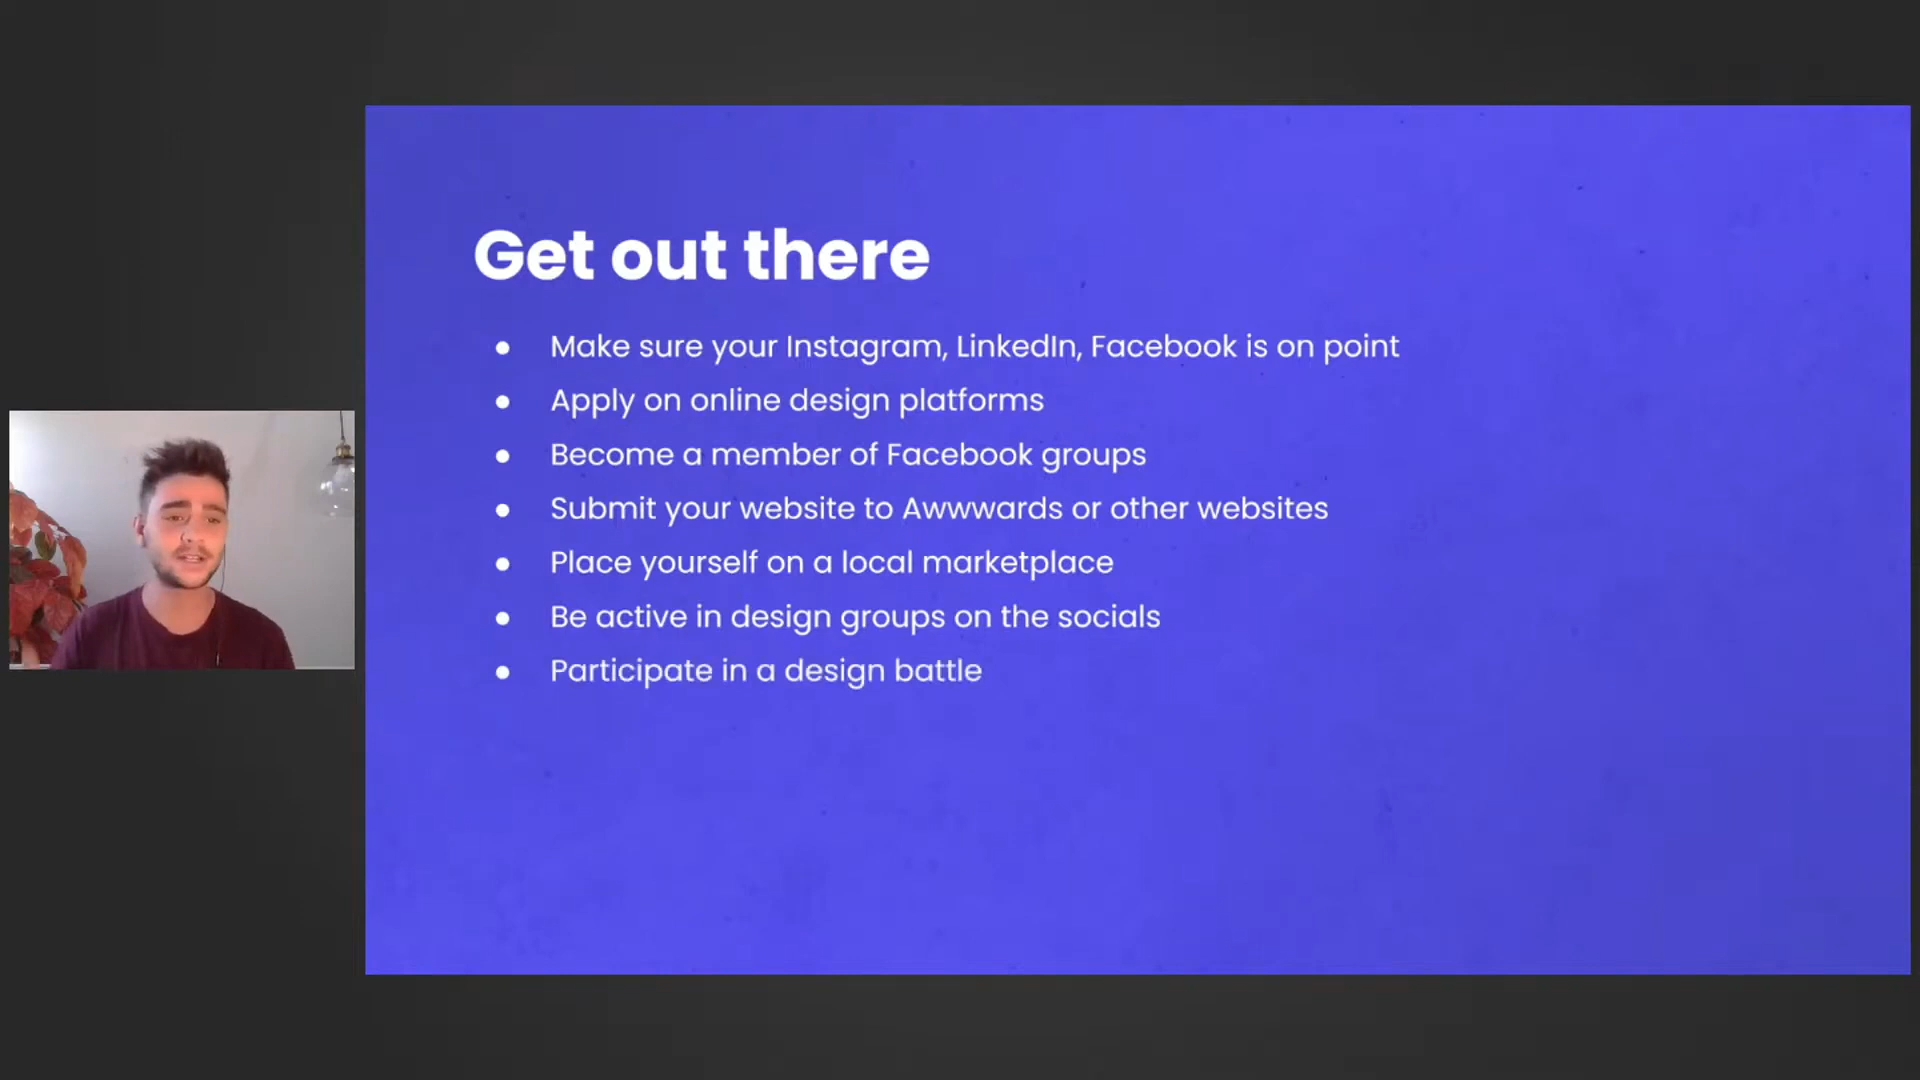 Get out there
● Make sure your Instagram, LinkedIn, Facebook is on point
● Apply on online design platforms
● Become a member of Facebook groups
● Submit your website to Awwwards or other websites
● Place yourself on a local marketplace
● Be active in design groups on the socials
● Participate in a design battle